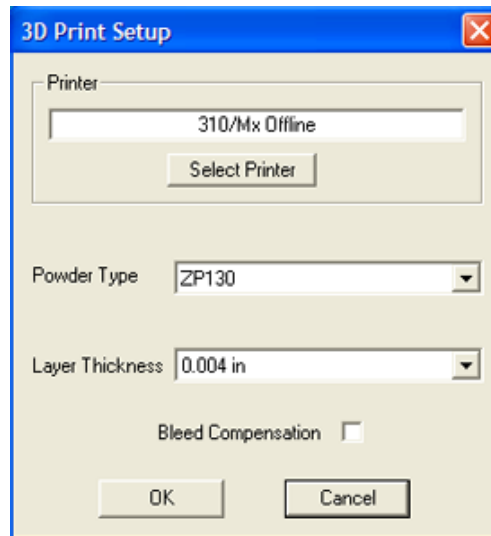 3D Print Setup
Printer
310/Mx Offline
Select Printer
Powder Type ZP130
Layer Thickness 0.004 in
Bleed Compensation
OK Cancel